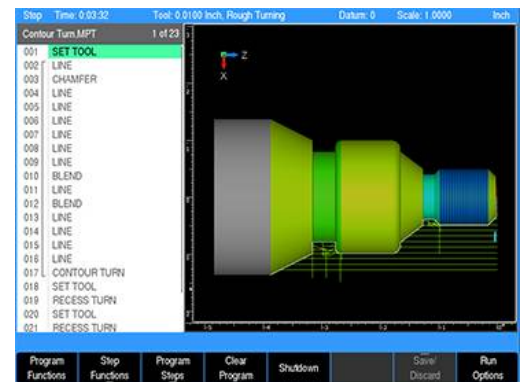 Stop Time: 0:03:32 Tool: 0.0100 Inch, Rough Turning Datum: 0 Scale: 1.0000 Inch
Contour Turn.MPT 1 of 23
001 SET TOOL
002 LINE
003 CHAMFER
004 LINE
005 LINE
006 LINE
007 LINE
008 LINE
009 LINE
010 BLEND
011 LINE
012 BLEND
013 LINE
014 LINE
015 LINE
016 LINE
017 CONTOUR TURN
018 SET TOOL
019 RECESS TURN
020 SET TOOL
021 RECESS TURN
Z
X
Program Functions
Step Functions
Program Steps
Clear Program
Shutdown
Save/ Discard
Run Options